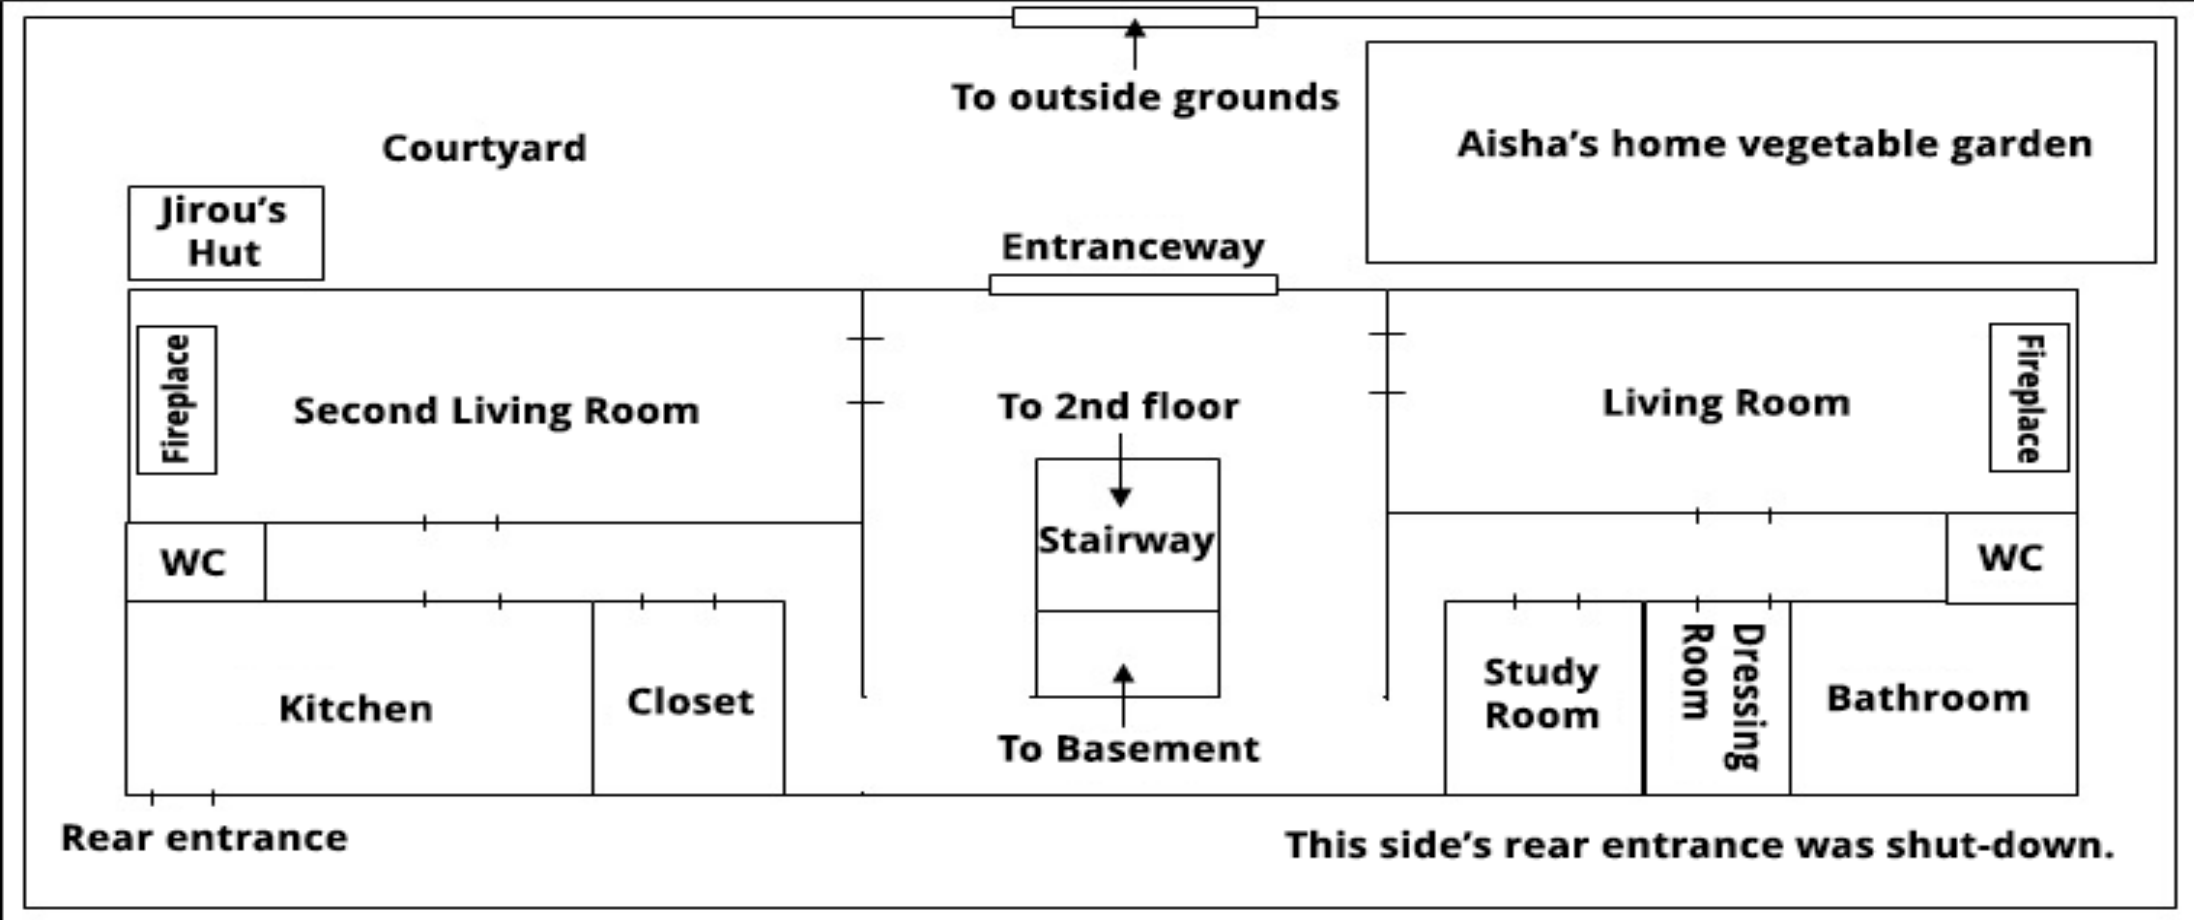 To outside grounds
Courtyard
Aisha's home vegetable garden
Jirou's
Hut
Entranceway
Fireplace
Second Living Room
To 2nd floor
Living Room
Fireplace
Stairway
WC
WC
Kitchen
Closet
To Basement
Study
Room
Dressing
Room
Bathroom
Rear entrance
This side's rear entrance was shut-down.